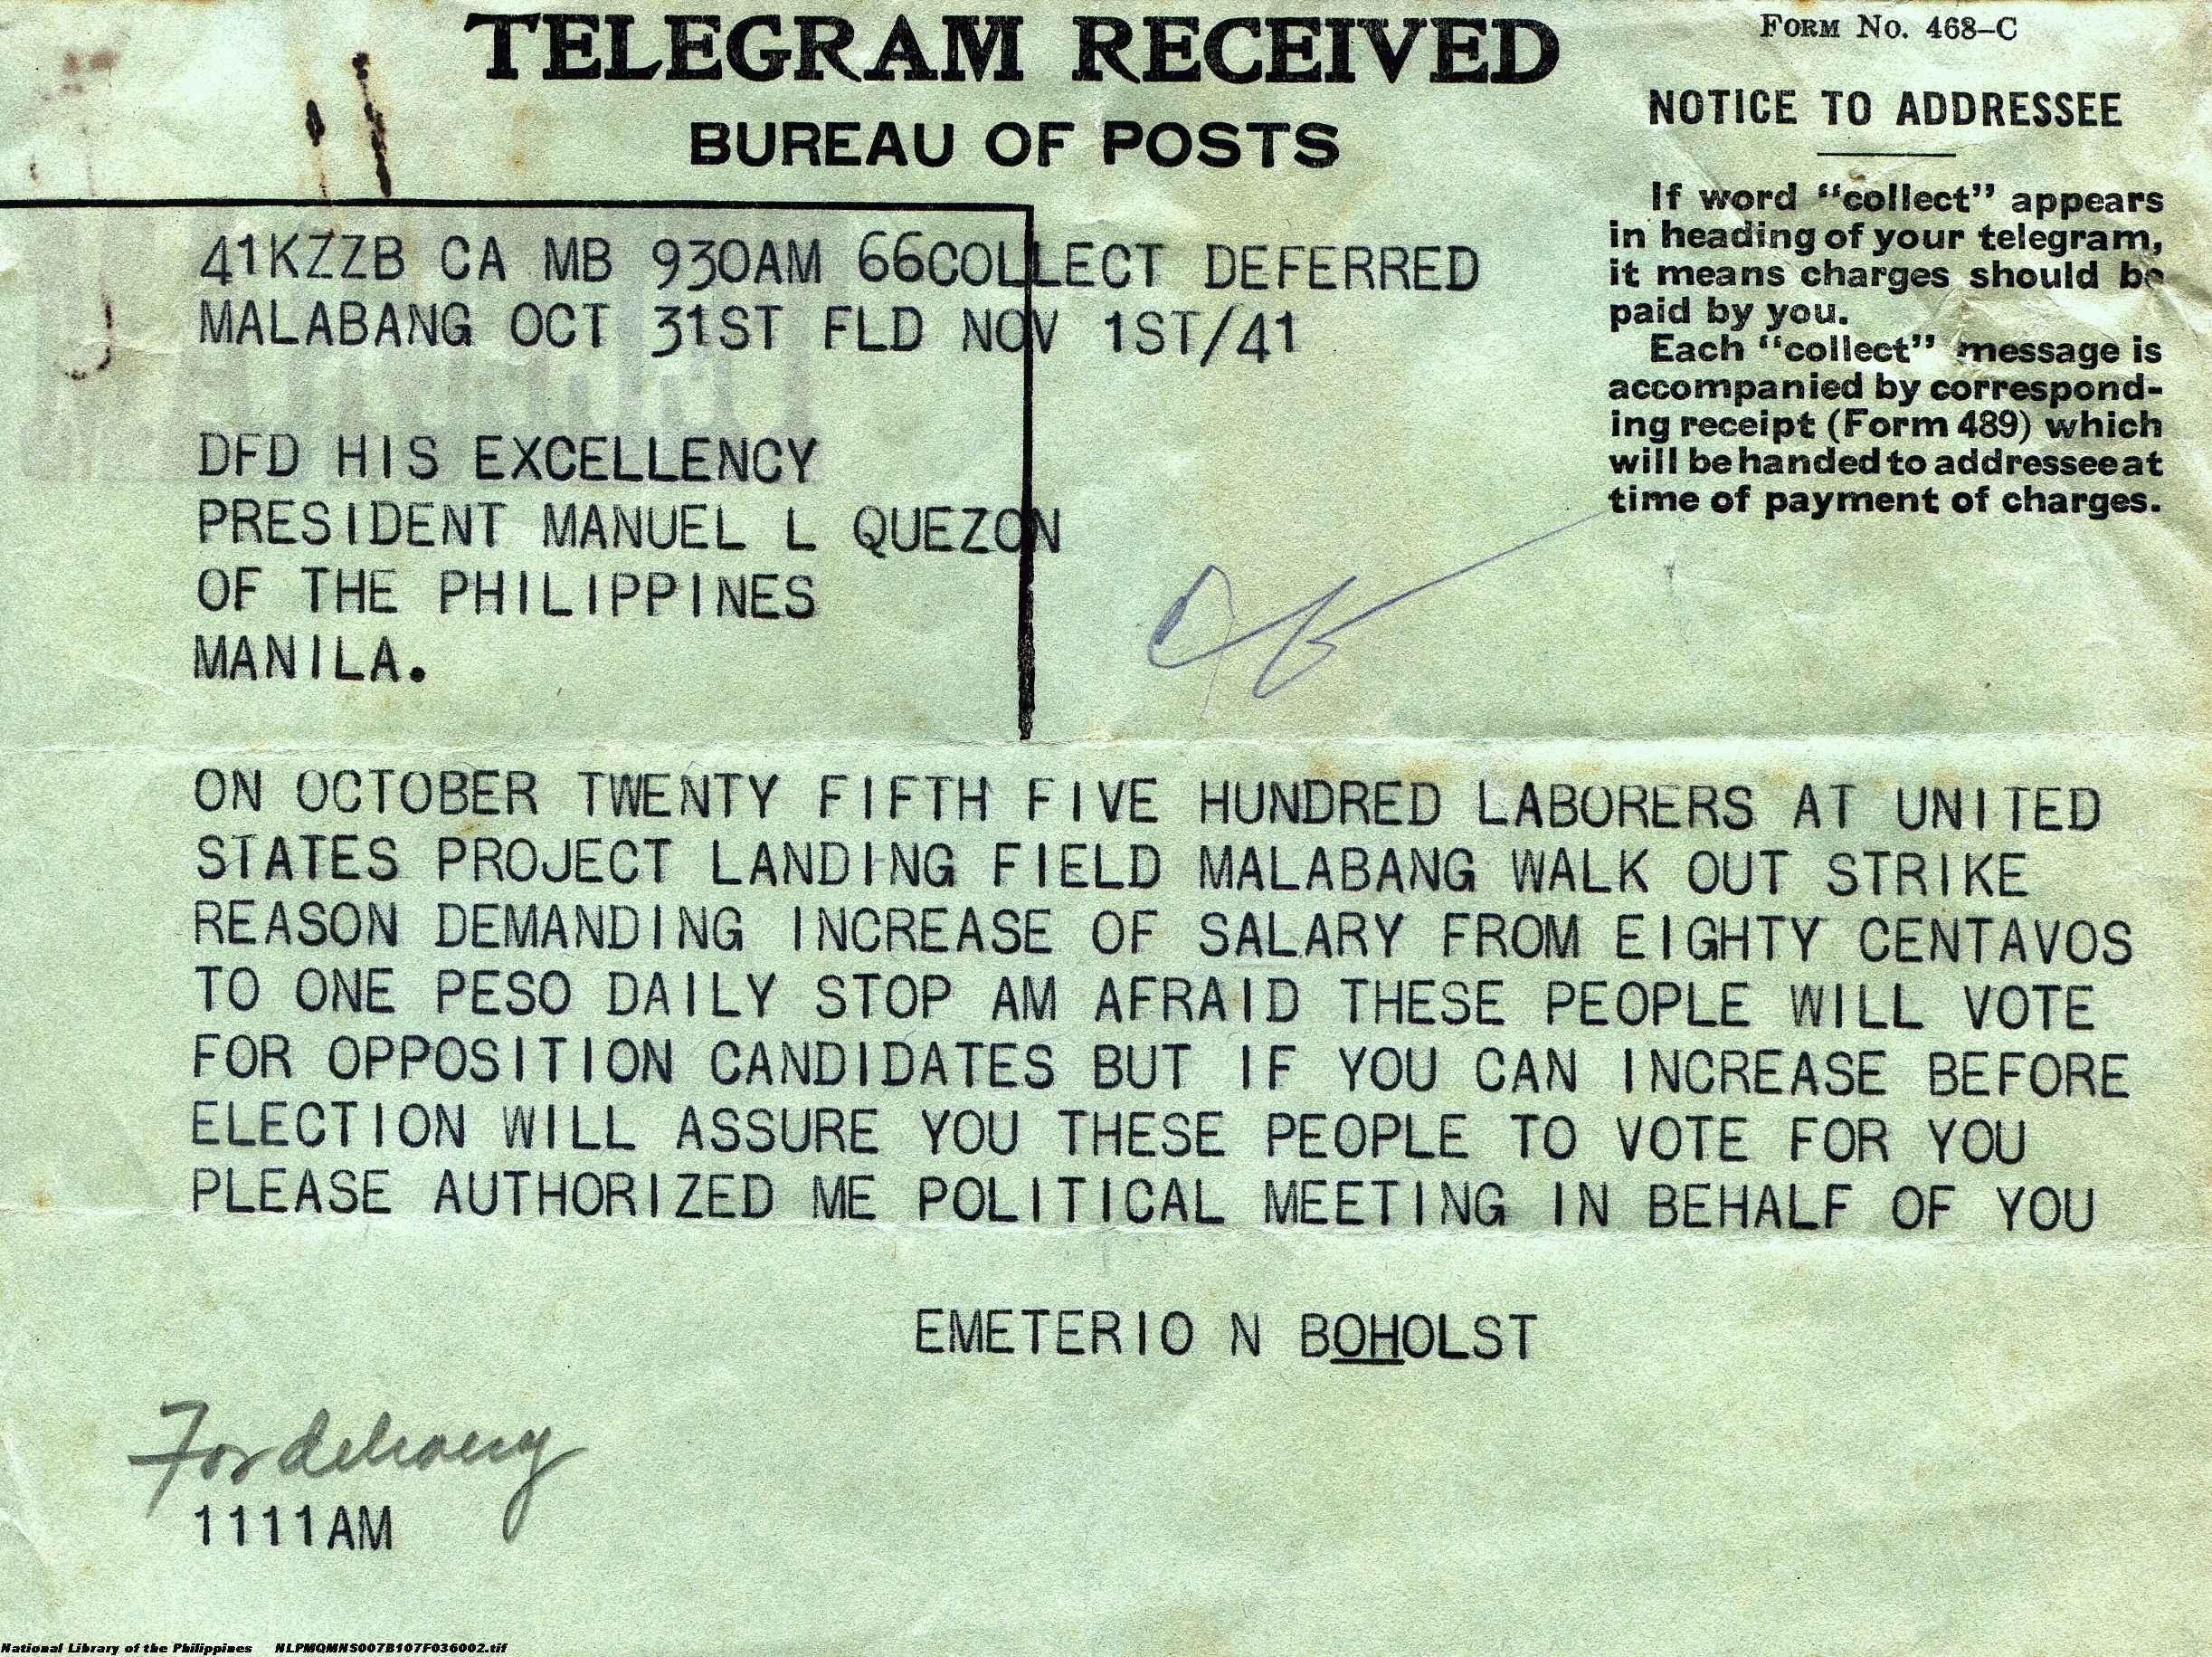 TELEGRAM RECEIVED
BUREAU OF POSTS
FORM No. 468–C
NOTICE TO ADDRESSEE
If word “collect” appears
in heading of your telegram,
it means charges should be
paid by you.
Each “collect” message is
accompanied by correspond-
ing receipt (Form 489) which
will be handed to addressee at
time of payment of charges.
41KZZB CA MB 930AM 66COLLECT DEFERRED
MALABANG OCT 31ST FLD NOV 1ST/41
DFD HIS EXCELLENCY
PRESIDENT MANUEL L QUEZON
OF THE PHILIPPINES
MANILA.
ON OCTOBER TWENTY FIFTH FIVE HUNDRED LABORERS AT UNITED
STATES PROJECT LANDING FIELD MALABANG WALK OUT STRIKE
REASON DEMANDING INCREASE OF SALARY FROM EIGHTY CENTAVOS
TO ONE PESO DAILY STOP AM AFRAID THESE PEOPLE WILL VOTE
FOR OPPOSITION CANDIDATES BUT IF YOU CAN INCREASE BEFORE
ELECTION WILL ASSURE YOU THESE PEOPLE TO VOTE FOR YOU
PLEASE AUTHORIZED ME POLITICAL MEETING IN BEHALF OF YOU
EMETERIO N BOHOLST
For delivery
1111AM
National Library of the Philippines NLPMQMNS007B107F036002.tif